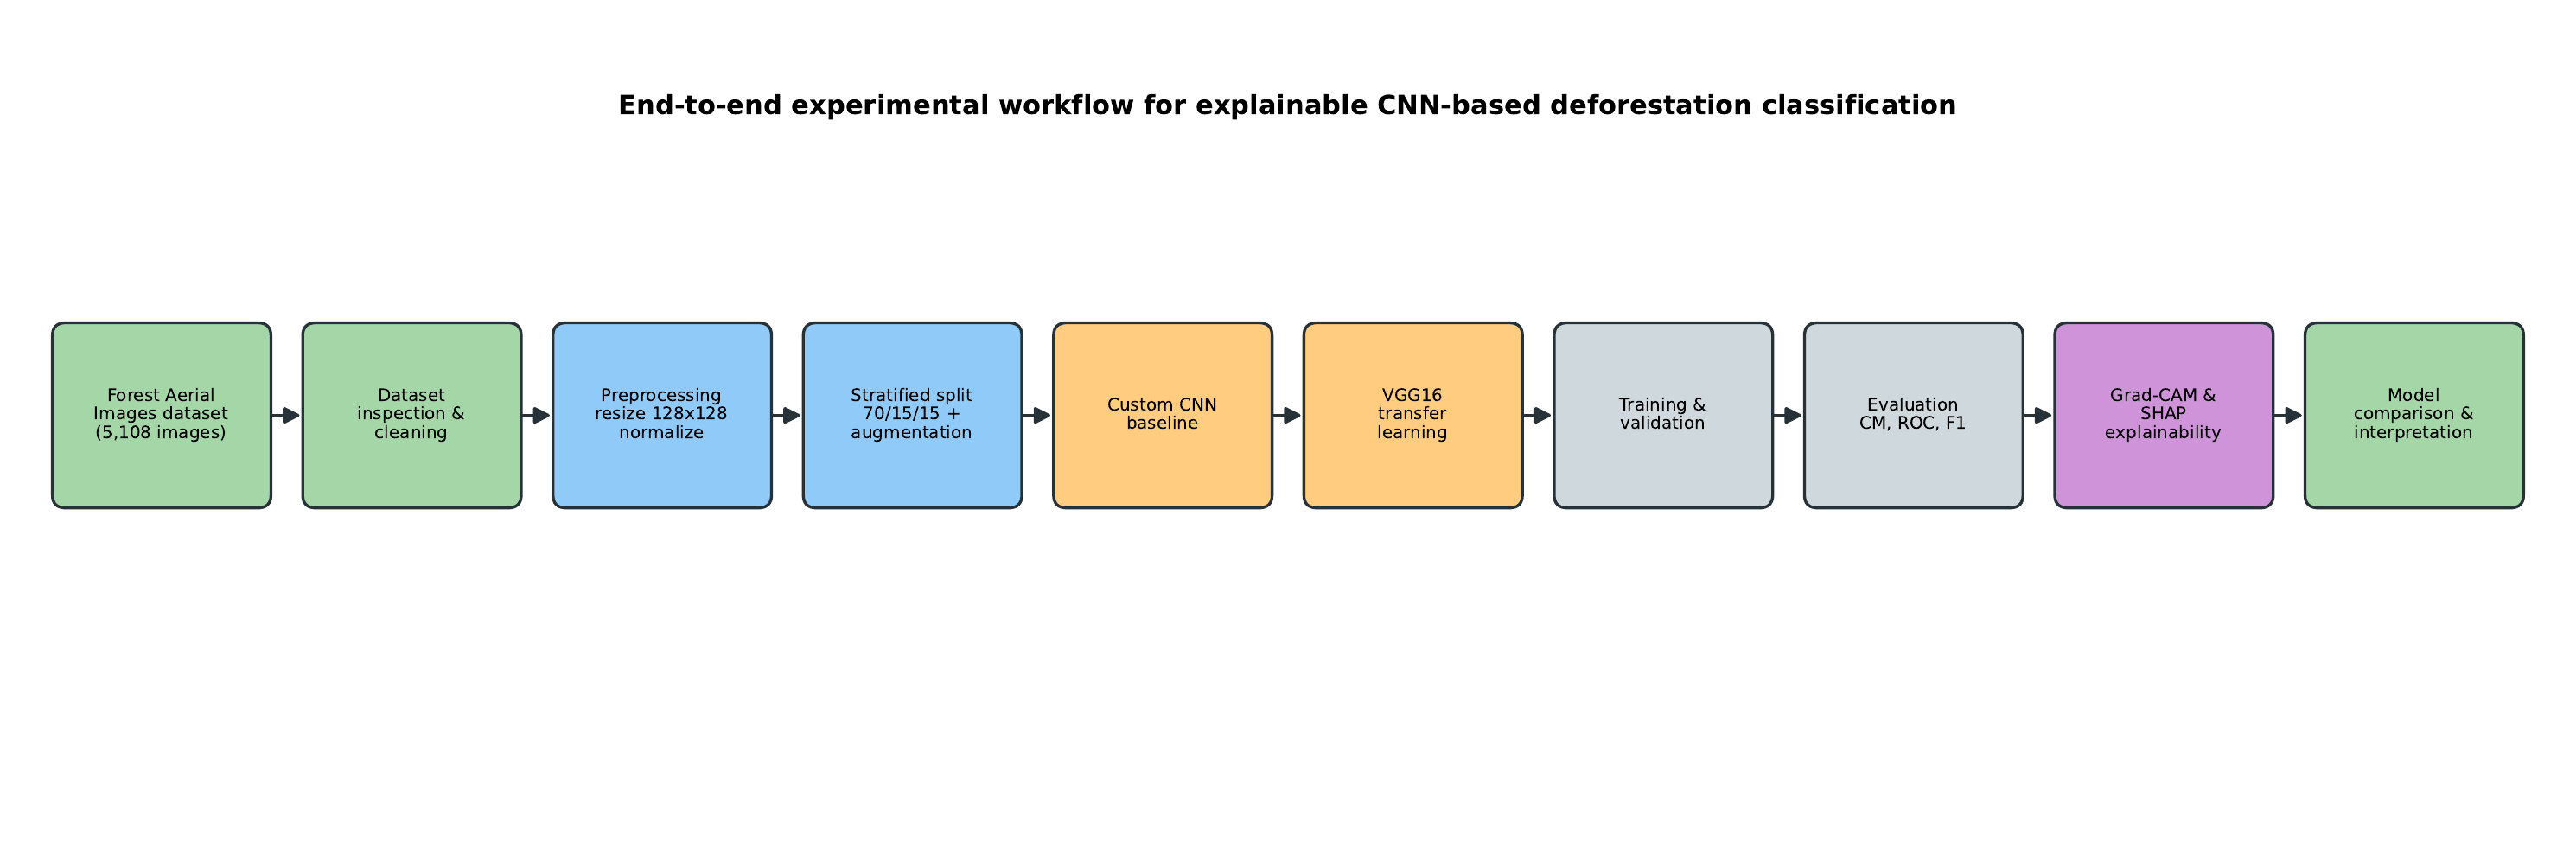 End-to-end experimental workflow for explainable CNN-based deforestation classification
Forest Aerial
Images dataset
(5,108 images)
Dataset
inspection &
cleaning
Preprocessing
resize 128x128
normalize
Stratified split
70/15/15 +
augmentation
Custom CNN
baseline
VGG16
transfer
learning
Training &
validation
Evaluation
CM, ROC, F1
Grad-CAM &
SHAP
explainability
Model
comparison &
interpretation